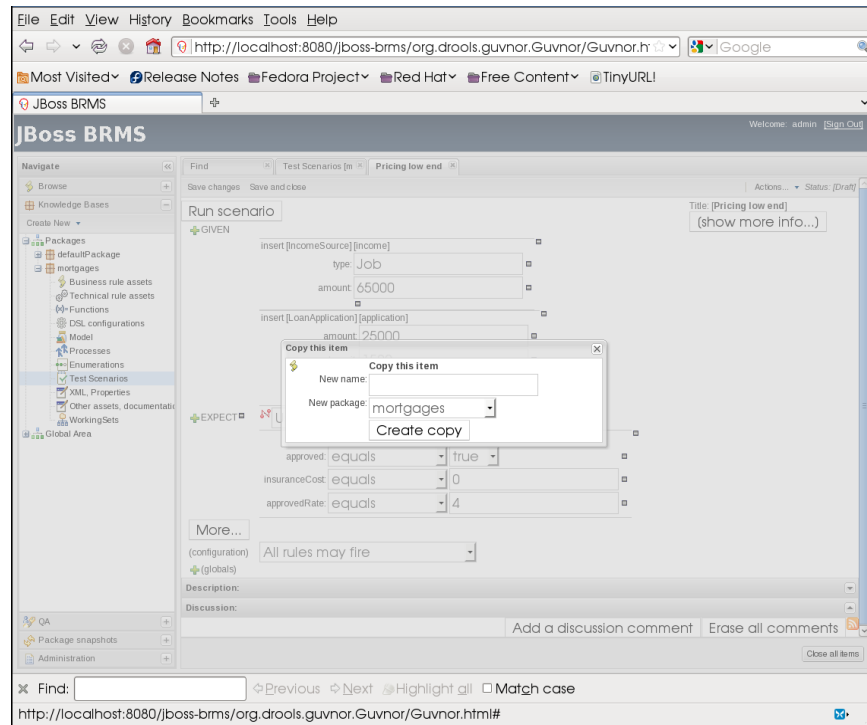 File Edit View History Bookmarks Tools Help
http://localhost:8080/jboss-brms/org.drools.guvnor.Guvnor/Guvnor.h
Google
Most Visited Release Notes Fedora Project Red Hat Free Content TinyURL!
JBoss BRMS
JBoss BRMS
Welcome: admin [Sign Out]
Navigate
Find Test Scenarios [m Pricing low end
Browse
Save changes Save and close Actions... Status: [Draft]
Knowledge Bases
Create New
Packages
defaultPackage
mortgages
Business rule assets
Technical rule assets
Functions
DSL configurations
Model
Processes
Enumerations
Test Scenarios
XML, Properties
Other assets, documentatio
WorkingSets
Global Area
QA
Package snapshots
Administration
Run scenario
Title: [Pricing low end]
(show more info...)
GIVEN
insert [IncomeSource] [income]
type: Job
amount: 65000
insert [LoanApplication] [application]
amount: 25000
Copy this item
Copy this item
New name:
New package: mortgages
Create copy
EXPECT
approved: equals true
insuranceCost: equals 0
approvedRate: equals 4
More...
(configuration) All rules may fire
(globals)
Description:
Discussion:
Add a discussion comment Erase all comments
Close all items
Find: Previous Next Highlight all Match case
http://localhost:8080/jboss-brms/org.drools.guvnor.Guvnor/Guvnor.html#